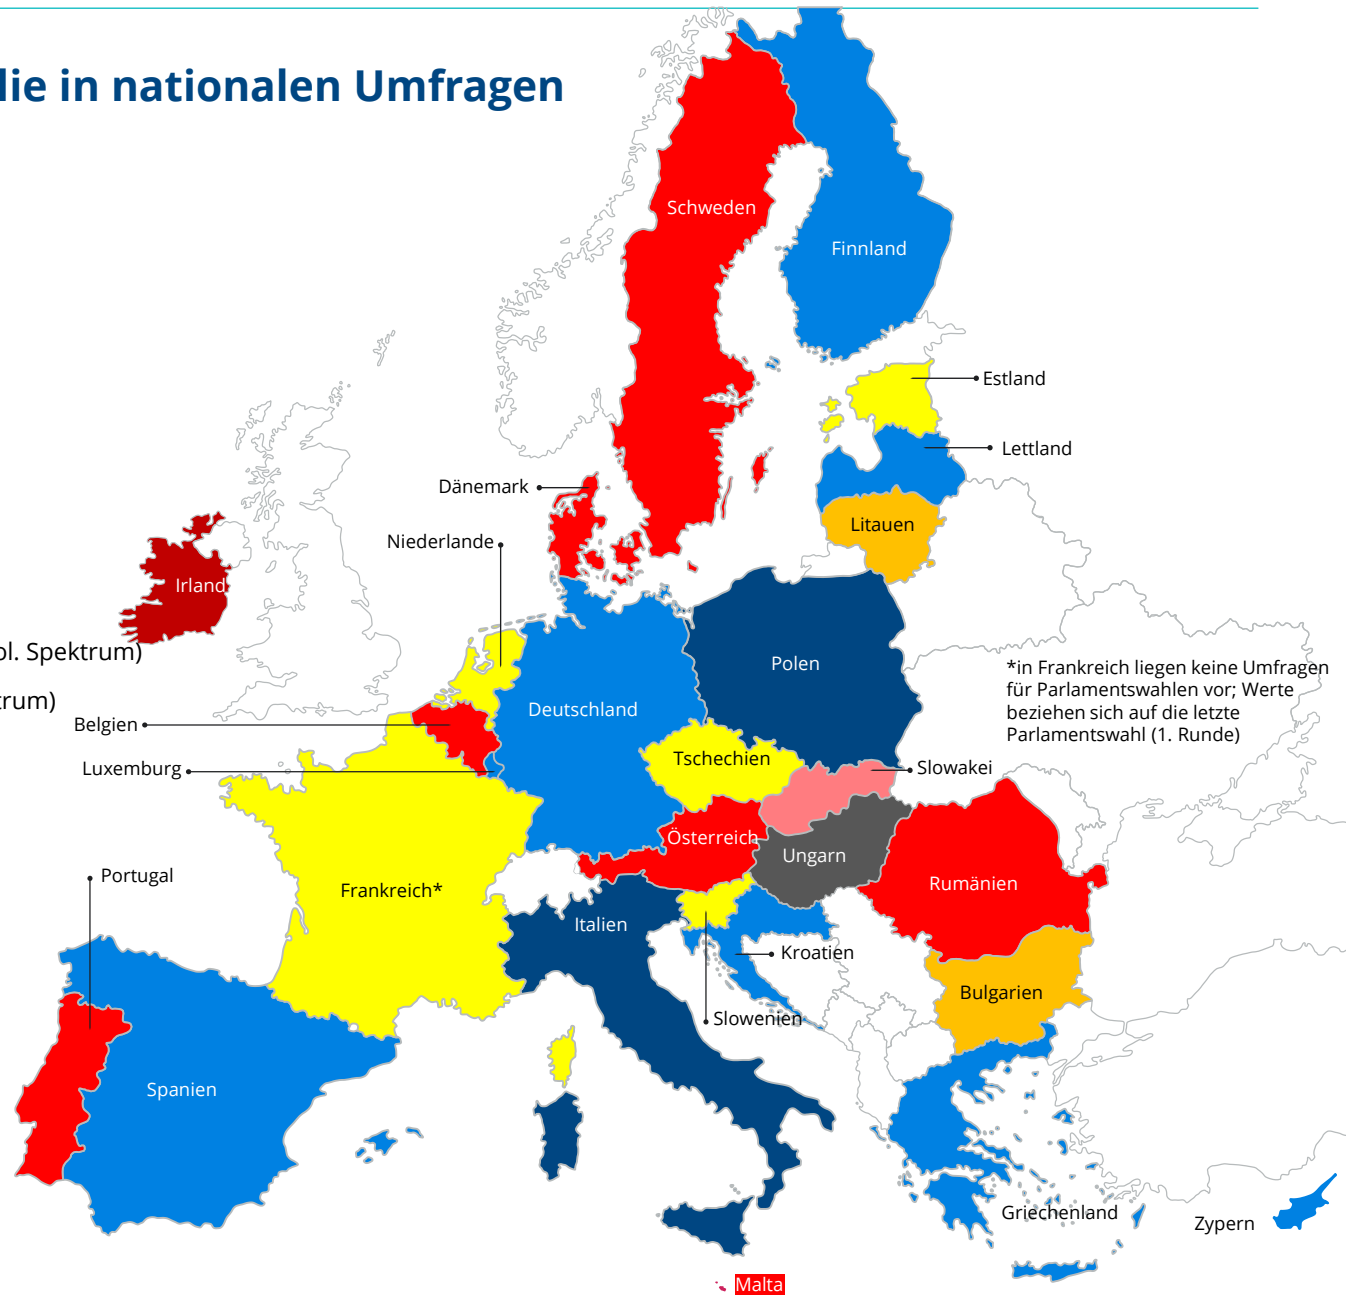 lie in nationalen Umfragen
Schweden
Finnland
Estland
Lettland
Dänemark
Litauen
Niederlande
Irland
ol. Spektrum)
Polen
*in Frankreich liegen keine Umfragen
für Parlamentswahlen vor; Werte
beziehen sich auf die letzte
Parlamentswahl (1. Runde)
trum)
Deutschland
Belgien
Tschechien
Luxemburg
Slowakei
Österreich
Ungarn
Portugal
Frankreich*
Rumänien
Italien
Kroatien
Bulgarien
Slowenien
Spanien
Griechenland
Zypern
Malta